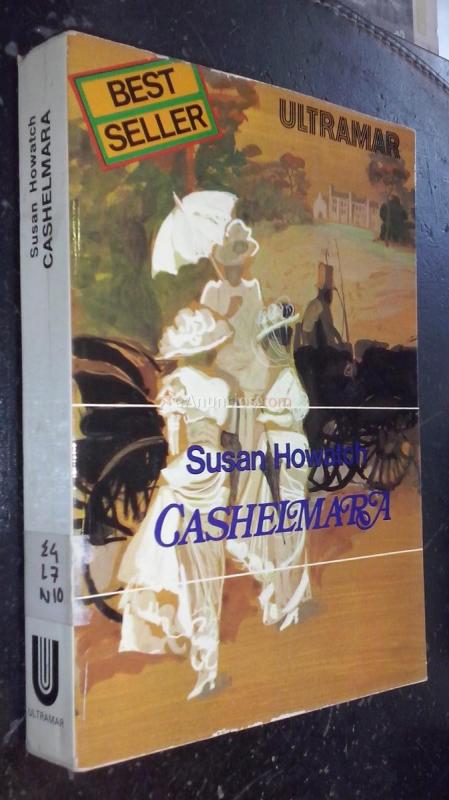 BEST
SELLER
ULTRAMAR
Susan Howatch
CASHELMARA
Susan Howatch
CASHELMARA
ULTRAMAR